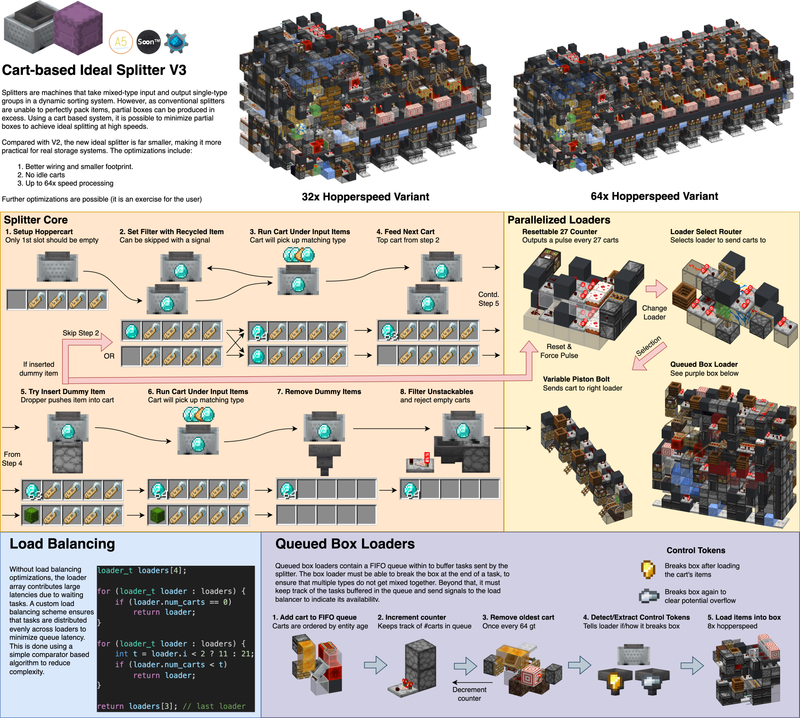 A5
Soon™
Cart-based Ideal Splitter V3
Splitters are machines that take mixed-type input and output single-type
groups in a dynamic sorting system. However, as conventional splitters
are unable to perfectly pack items, partial boxes can be produced in
excess. Using a cart based system, it is possible to minimize partial
boxes to achieve ideal splitting at high speeds.
Compared with V2, the new ideal splitter is far smaller, making it more
practical for real storage systems. The optimizations include:
1. Better wiring and smaller footprint.
2. No idle carts
3. Up to 64x speed processing
Further optimizations are possible (it is an exercise for the user)
32x Hopperspeed Variant
64x Hopperspeed Variant
Splitter Core
1. Setup Hoppercart
Only 1st slot should be empty
2. Set Filter with Recycled Item
Can be skipped with a signal
3. Run Cart Under Input Items
Cart will pick up matching type
4. Feed Next Cart
Top cart from step 2
Contd.
Step 5
Skip Step 2
OR
64
53
If inserted
dummy item
5. Try Insert Dummy Item
Dropper pushes item into cart
6. Run Cart Under Input Items
Cart will pick up matching type
7. Remove Dummy Items
8. Filter Unstackables
and reject empty carts
From
Step 4
53
64
64
64
Parallelized Loaders
Resettable 27 Counter
Outputs a pulse every 27 carts
Loader Select Router
Selects loader to send carts to
Change
Loader
Reset &
Force Pulse
Selection
Variable Piston Bolt
Sends cart to right loader
Queued Box Loader
See purple box below
Load Balancing
Without load balancing
optimizations, the loader
array contributes large
latencies due to waiting
tasks. A custom load
balancing scheme ensures
that tasks are distributed
evenly across loaders to
minimize queue latency.
This is done using a
simple comparator based
algorithm to reduce
complexity.
loader_t loaders[4];
for (loader_t loader : loaders) {
if (loader.num_carts == 0)
return loader;
}
for (loader_t loader : loaders) {
int t = loader.i < 2 ? 11 : 21;
if (loader.num_carts < t)
return loader;
}
return loaders[3]; // last loader
Queued Box Loaders
Queued box loaders contain a FIFO queue within to buffer tasks sent by the
splitter. The box loader must be able to break the box at the end of a task, to
ensure that multiple types do not get mixed together. Beyond that, it must
keep track of the tasks buffered in the queue and send signals to the load
balancer to indicate its availability.
Control Tokens
Breaks box after loading
the cart's items
Breaks box again to
clear potential overflow
1. Add cart to FIFO queue
Carts are ordered by entity age
2. Increment counter
Keeps track of #carts in queue
3. Remove oldest cart
Once every 64 gt
4. Detect/Extract Control Tokens
Tells loader if/how it breaks box
5. Load items into box
8x hopperspeed
Decrement
counter